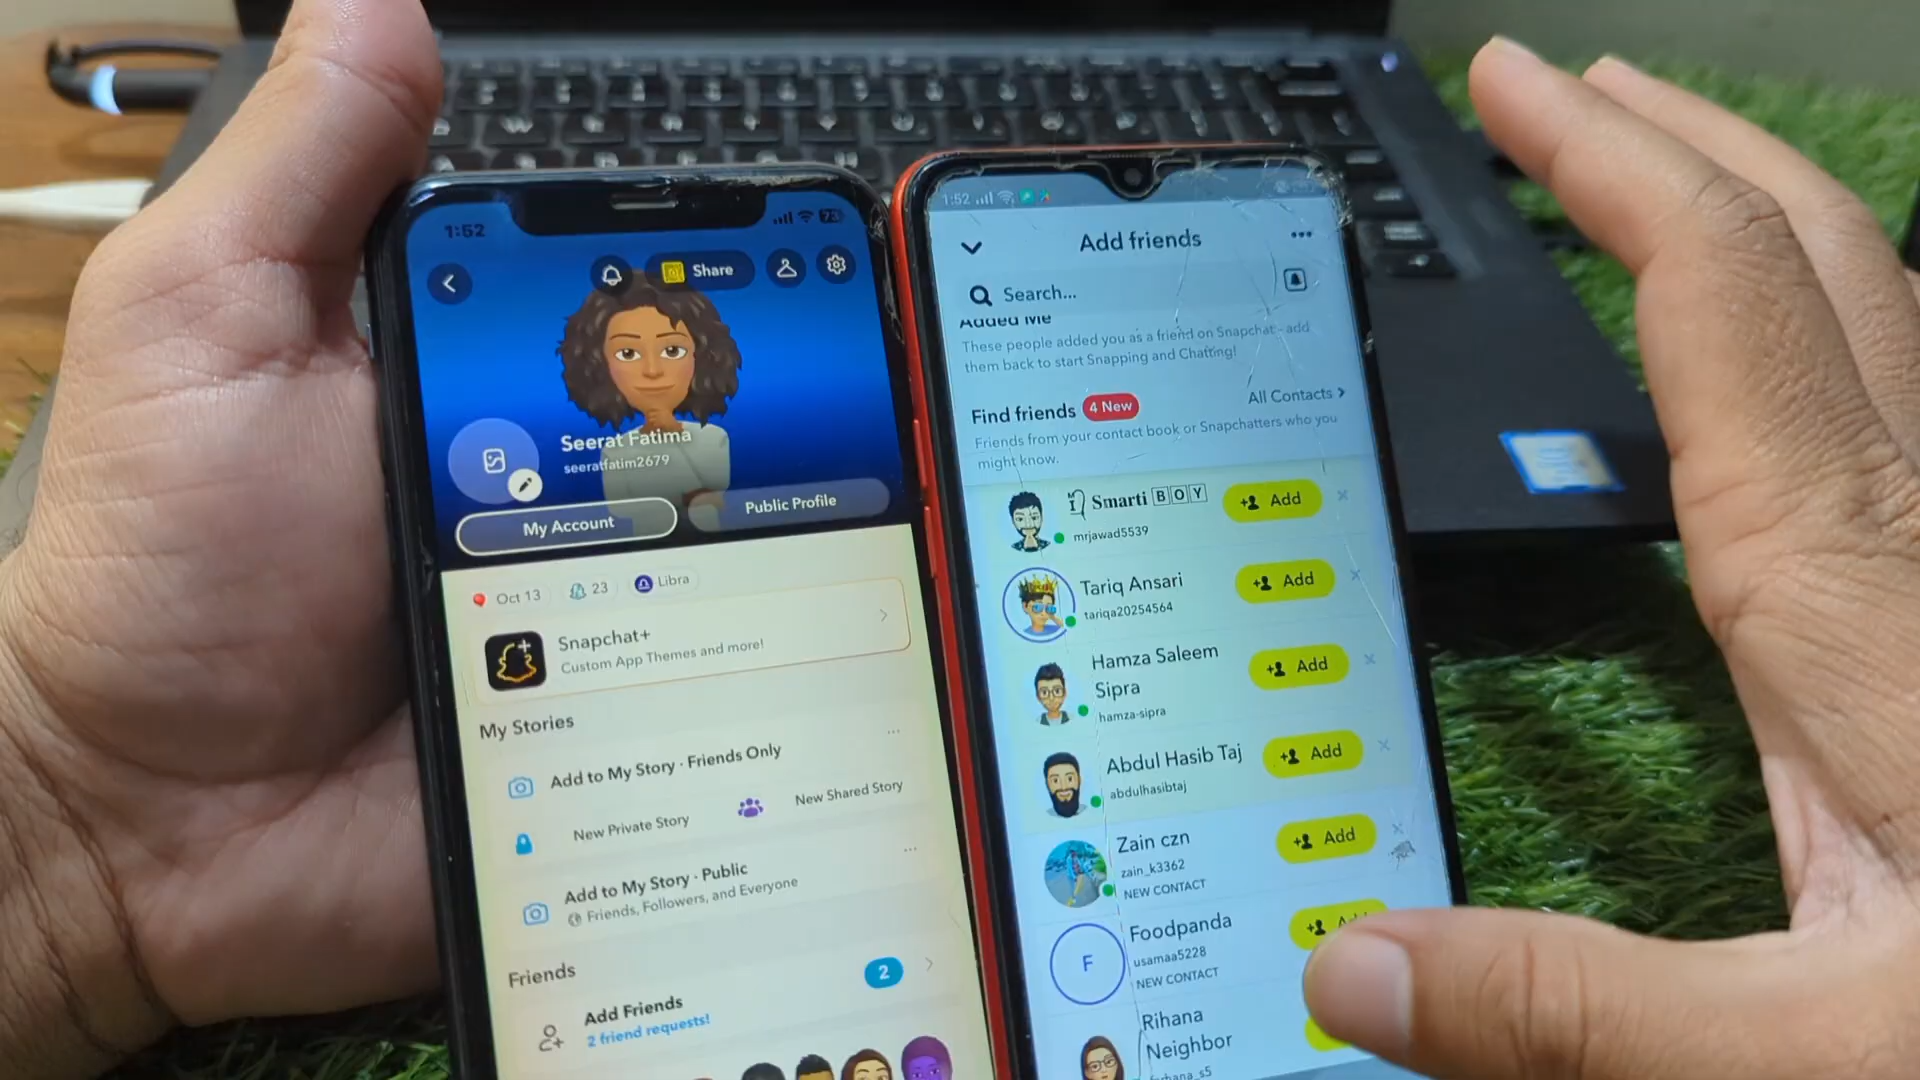 1:52
73
Share
Seerat Fatima
seeratfatim2679
My Account
Public Profile
Oct 13
23
Libra
Snapchat+
Custom App Themes and more!
My Stories
Add to My Story · Friends Only
New Private Story
New Shared Story
Add to My Story · Public
Friends, Followers, and Everyone
Friends
Add Friends
2 friend requests!
2
1:52
Add friends
Search...
Added Me
These people added you as a friend on Snapchat - add
them back to start Snapping and Chatting!
Find friends
4 New
All Contacts
Friends from your contact book or Snapchatters who you
might know.
Smarti BOY
mrjawad5539
Add
Tariq Ansari
tariqa20254564
Add
Hamza Saleem
Sipra
hamza-sipra
Add
Abdul Hasib Taj
abdulhasibtaj
Add
Zain czn
zain_k3362
NEW CONTACT
Add
F
Foodpanda
usamaa5228
NEW CONTACT
Add
Rihana
Neighbor